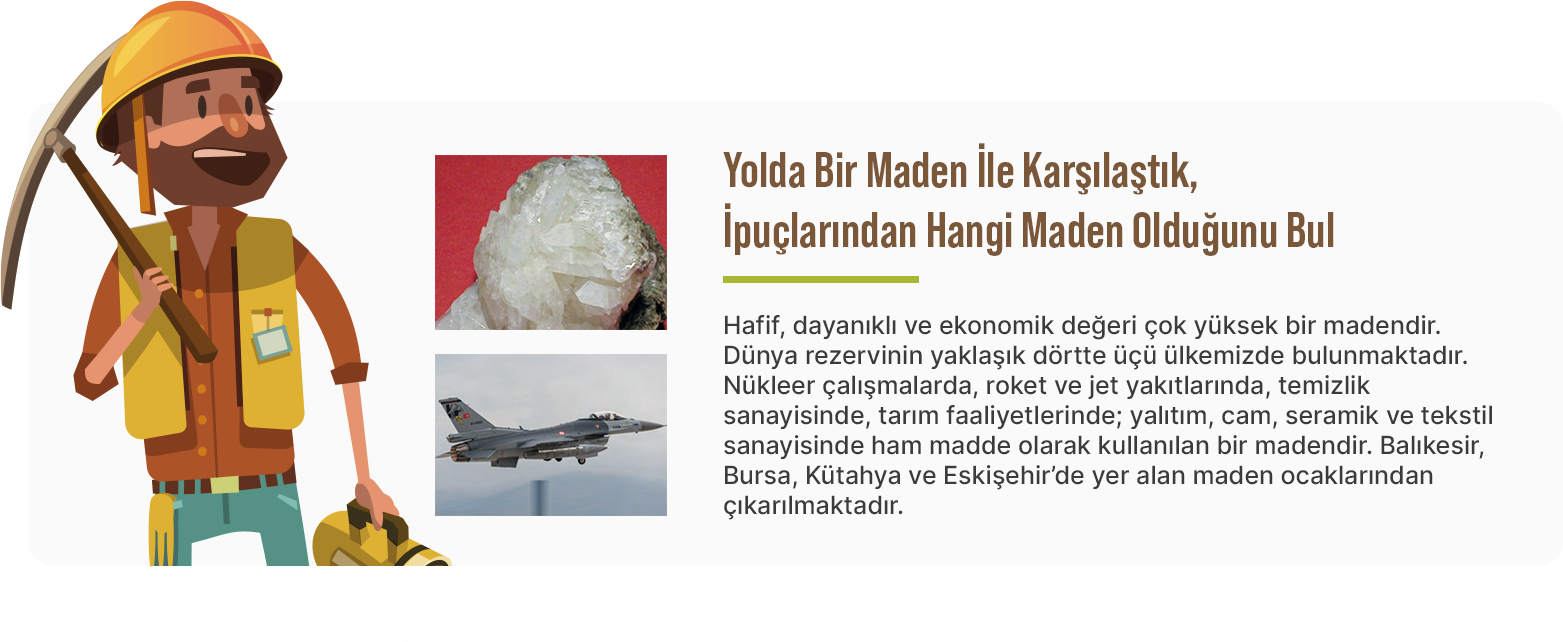 Yolda Bir Maden İle Karşılaştık,
İpuçlarından Hangi Maden Olduğunu Bul
Hafif, dayanıklı ve ekonomik değeri çok yüksek bir madendir.
Dünya rezervinin yaklaşık dörtte üçü ülkemizde bulunmaktadır.
Nükleer çalışmalarda, roket ve jet yakıtlarında, temizlik
sanayisinde, tarım faaliyetlerinde; yalıtım, cam, seramik ve tekstil
sanayisinde ham madde olarak kullanılan bir madendir. Balıkesir,
Bursa, Kütahya ve Eskişehir’de yer alan maden ocaklarından
çıkarılmaktadır.